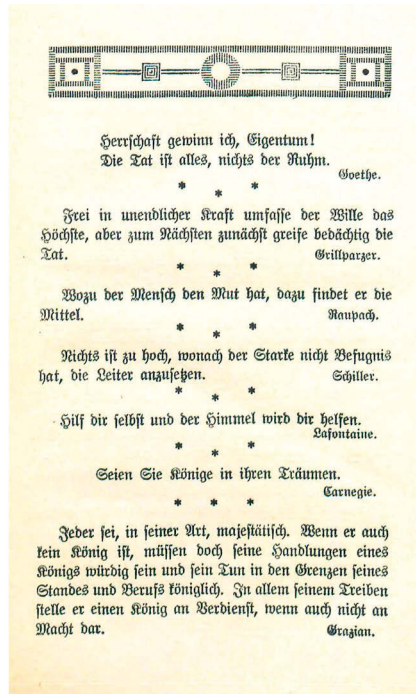 Herrschaft gewinn ich, Eigentum!
Die Tat ist alles, nichts der Ruhm.
Goethe.
* * *
Frei in unendlicher Kraft umfasse der Wille das
Höchste, aber zum Nächsten zunächst greife bedächtig die
Tat. Grillparzer.
* * *
Wozu der Mensch den Mut hat, dazu findet er die
Mittel. Raupach.
* * *
Nichts ist zu hoch, wonach der Starke nicht Befugnis
hat, die Leiter anzusetzen. Schiller.
* * *
Hilf dir selbst und der Himmel wird dir helfen.
Lafontaine.
* * *
Seien Sie Könige in ihren Träumen.
Carnegie.
* * *
Jeder sei, in seiner Art, majestätisch. Wenn er auch
kein König ist, müssen doch seine Handlungen eines
Königs würdig sein und sein Tun in den Grenzen seines
Standes und Berufs königlich. In allem seinem Treiben
stelle er einen König an Verdienst, wenn auch nicht an
Macht dar. Grazian.